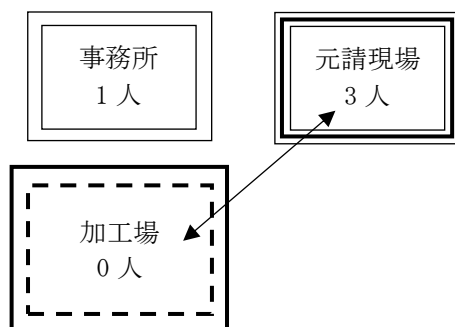 事務所
1 人
元請現場
3 人
加工場
0 人